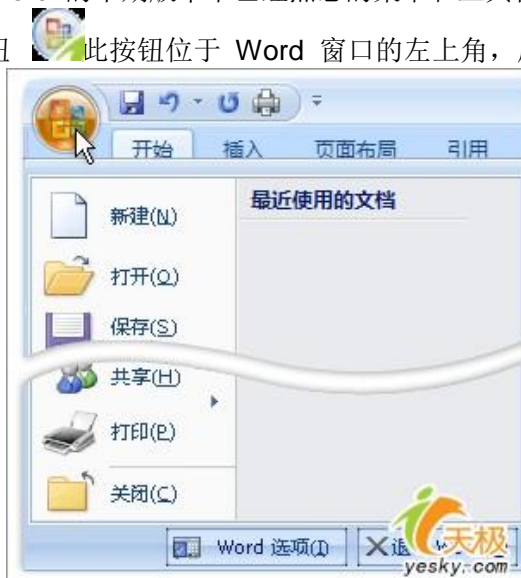 钮 此按钮位于 Word 窗口的左上角，
开始 插入 页面布局 引用
最近使用的文档
新建(N)
打开(O)
保存(S)
共享(H)
打印(P)
关闭(C)
Word 选项(I) 退
天极
yesky.com